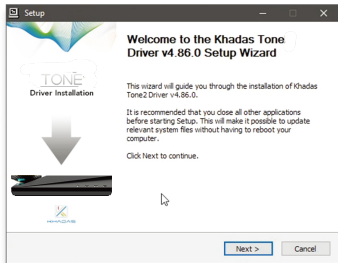 Setup
Welcome to the Khadas Tone
Driver v4.86.0 Setup Wizard
TONE
Driver Installation
This wizard will guide you through the installation of Khadas
Tone2 Driver v4.86.0.
It is recommended that you close all other applications
before starting Setup. This will make it possible to update
relevant system files without having to reboot your
computer.
Click Next to continue.
KHADAS
Next >
Cancel